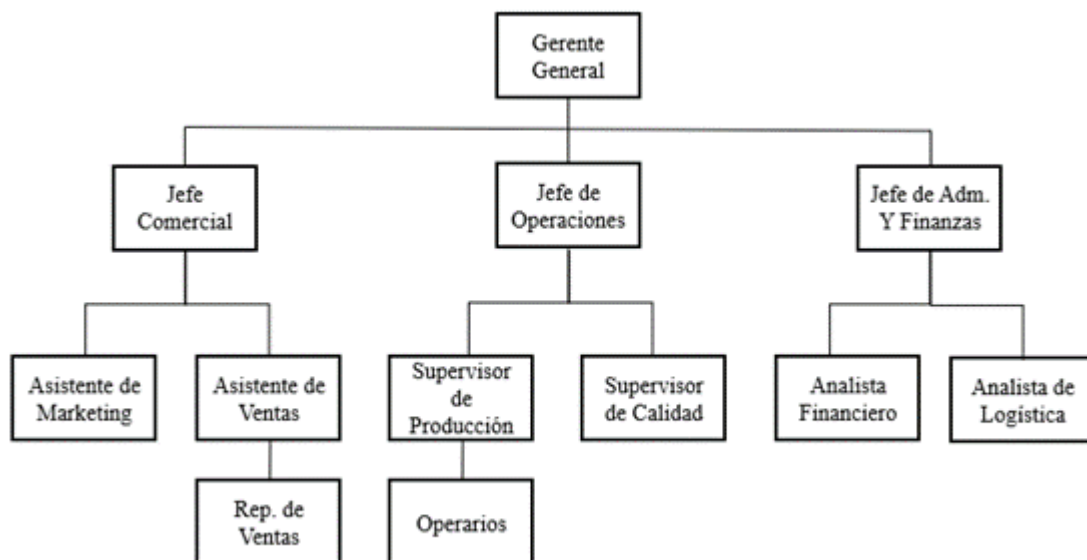 Gerente
General
Jefe
Comercial
Jefe de
Operaciones
Jefe de Adm.
Y Finanzas
Asistente de
Marketing
Asistente de
Ventas
Supervisor
de
Producción
Supervisor
de Calidad
Analista
Financiero
Analista de
Logística
Rep. de
Ventas
Operarios